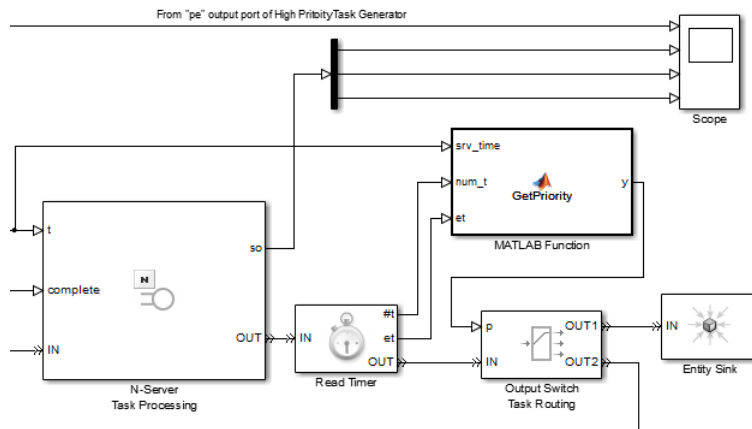 From "pe" output port of High PritoityTask Generator
Scope
srv_time
num_t
GetPriority
y
et
MATLAB Function
t
so
N
complete
#t
IN
et
OUT
IN
OUT
N-Server
Task Processing
Read Timer
p
OUT1
IN
OUT2
Output Switch
Task Routing
IN
Entity Sink